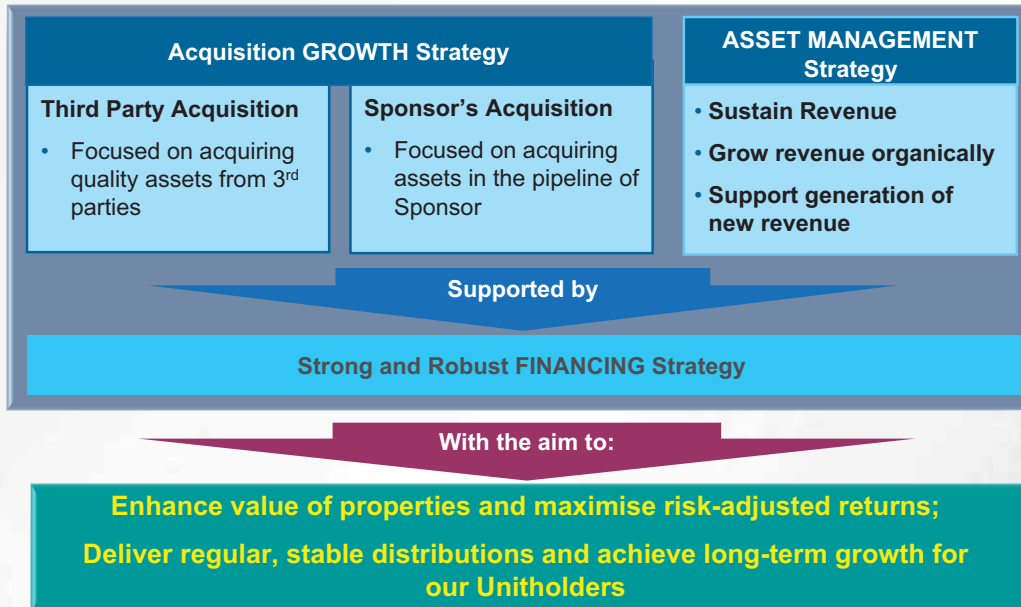 Acquisition GROWTH Strategy
Third Party Acquisition
• Focused on acquiring
quality assets from 3rd
parties
Sponsor's Acquisition
• Focused on acquiring
assets in the pipeline of
Sponsor
ASSET MANAGEMENT
Strategy
• Sustain Revenue
• Grow revenue organically
• Support generation of
new revenue
Supported by
Strong and Robust FINANCING Strategy
With the aim to:
Enhance value of properties and maximise risk-adjusted returns;
Deliver regular, stable distributions and achieve long-term growth for
our Unitholders